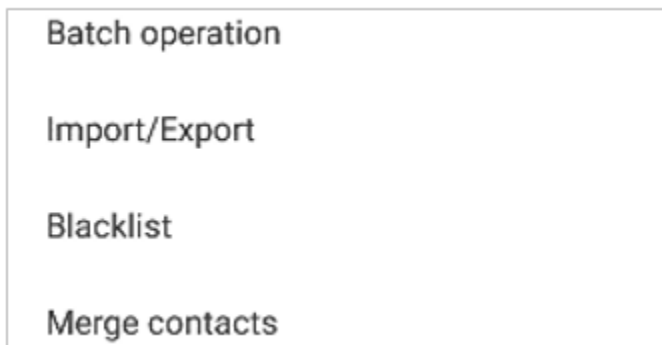 Batch operation
Import/Export
Blacklist
Merge contacts